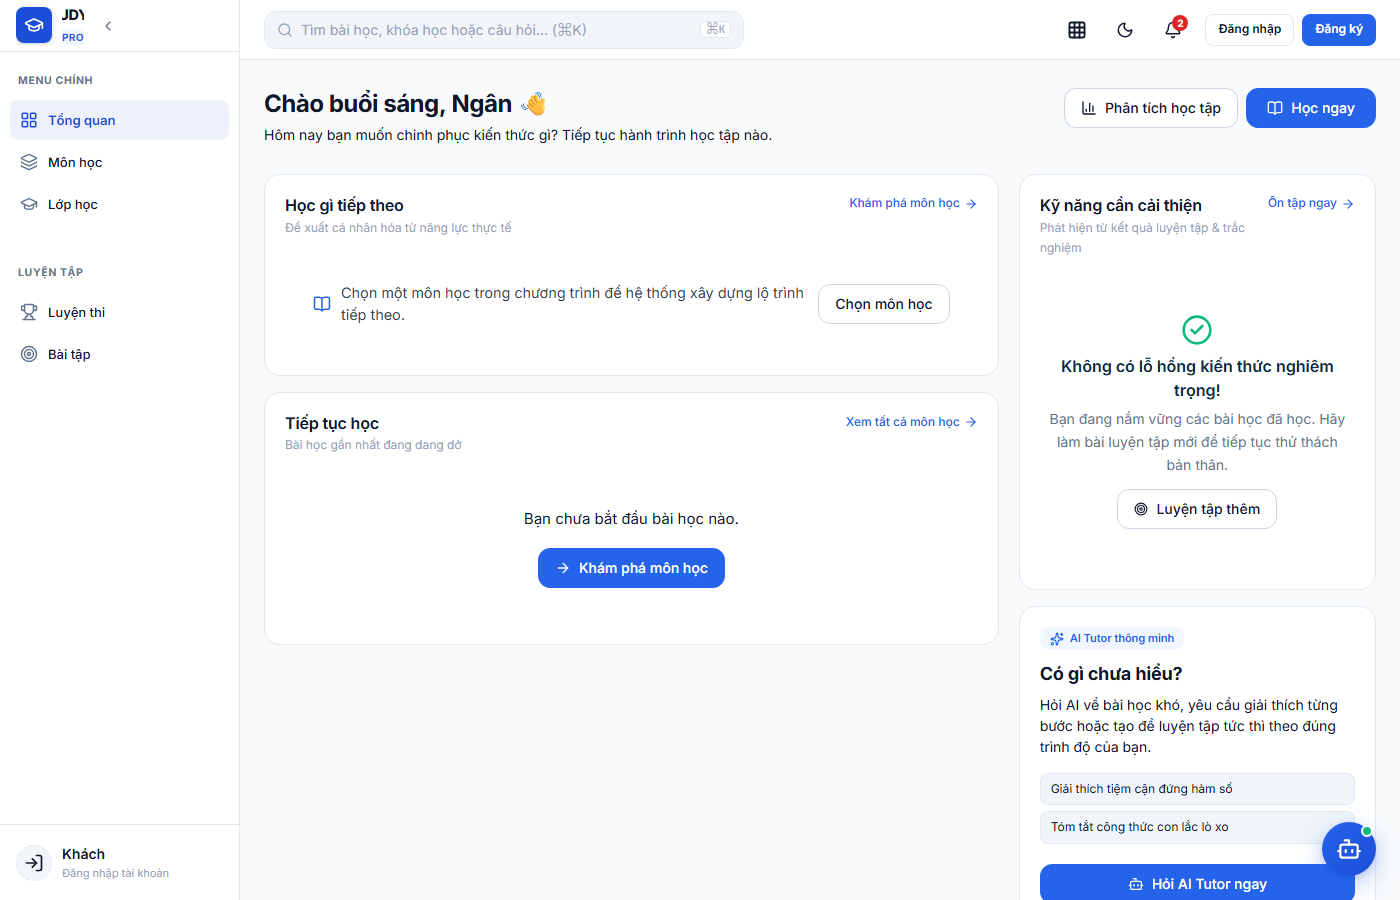 PRO
MENU CHÍNH
Tổng quan
Môn học
Lớp học
LUYỆN TẬP
Luyện thi
Bài tập
Khách
Đăng nhập tài khoản
Tìm bài học, khóa học hoặc câu hỏi... (⌘K)
⌘K
2
Đăng nhập
Đăng ký
Chào buổi sáng, Ngân 👋
Hôm nay bạn muốn chinh phục kiến thức gì? Tiếp tục hành trình học tập nào.
Phân tích học tập
Học ngay
Học gì tiếp theo
Khám phá môn học
Đề xuất cá nhân hóa từ năng lực thực tế
Chọn một môn học trong chương trình để hệ thống xây dựng lộ trình
tiếp theo.
Chọn môn học
Tiếp tục học
Xem tất cả môn học
Bài học gần nhất đang dang dở
Bạn chưa bắt đầu bài học nào.
Khám phá môn học
Kỹ năng cần cải thiện
Ôn tập ngay
Phát hiện từ kết quả luyện tập & trắc
nghiệm
Không có lỗ hổng kiến thức nghiêm
trọng!
Bạn đang nắm vững các bài học đã học. Hãy
làm bài luyện tập mới để tiếp tục thử thách
bản thân.
Luyện tập thêm
AI Tutor thông minh
Có gì chưa hiểu?
Hỏi AI về bài học khó, yêu cầu giải thích từng
bước hoặc tạo đề luyện tập tức thì theo đúng
trình độ của bạn.
Giải thích tiệm cận đứng hàm số
Tóm tắt công thức con lắc lò xo
Hỏi AI Tutor ngay